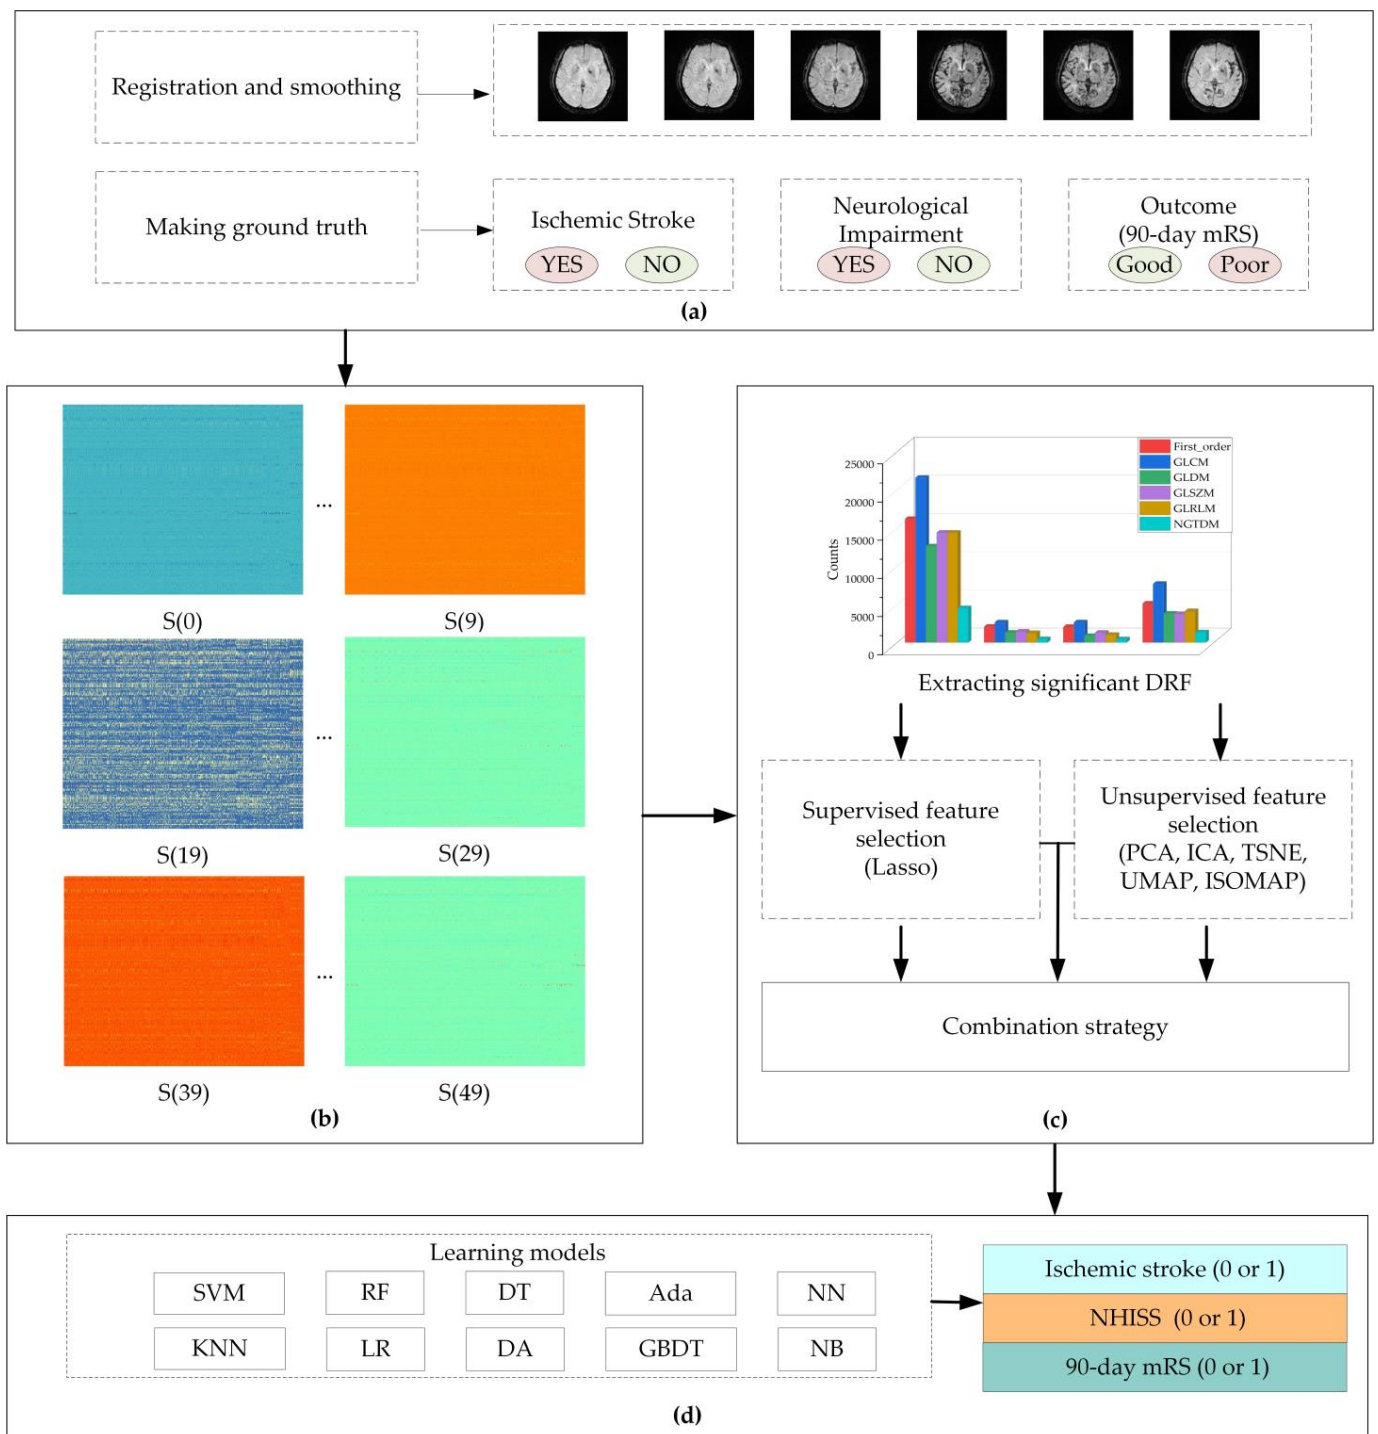 Registration and smoothing
Making ground truth
Ischemic Stroke
YES
NO
Neurological
Impairment
YES
NO
Outcome
(90-day mRS)
Good
Poor
(a)
...
S(0)
S(9)
...
S(19)
S(29)
...
S(39)
S(49)
(b)
25000
20000
15000
10000
5000
0
Counts
First_order
GLCM
GLDM
GLSZM
GLRLM
NGTDM
Extracting significant DRF
Supervised feature
selection
(Lasso)
Unsupervised feature
selection
(PCA, ICA, TSNE,
UMAP, ISOMAP)
Combination strategy
(c)
Learning models
SVM
RF
DT
Ada
NN
KNN
LR
DA
GBDT
NB
Ischemic stroke (0 or 1)
NHISS (0 or 1)
90-day mRS (0 or 1)
(d)